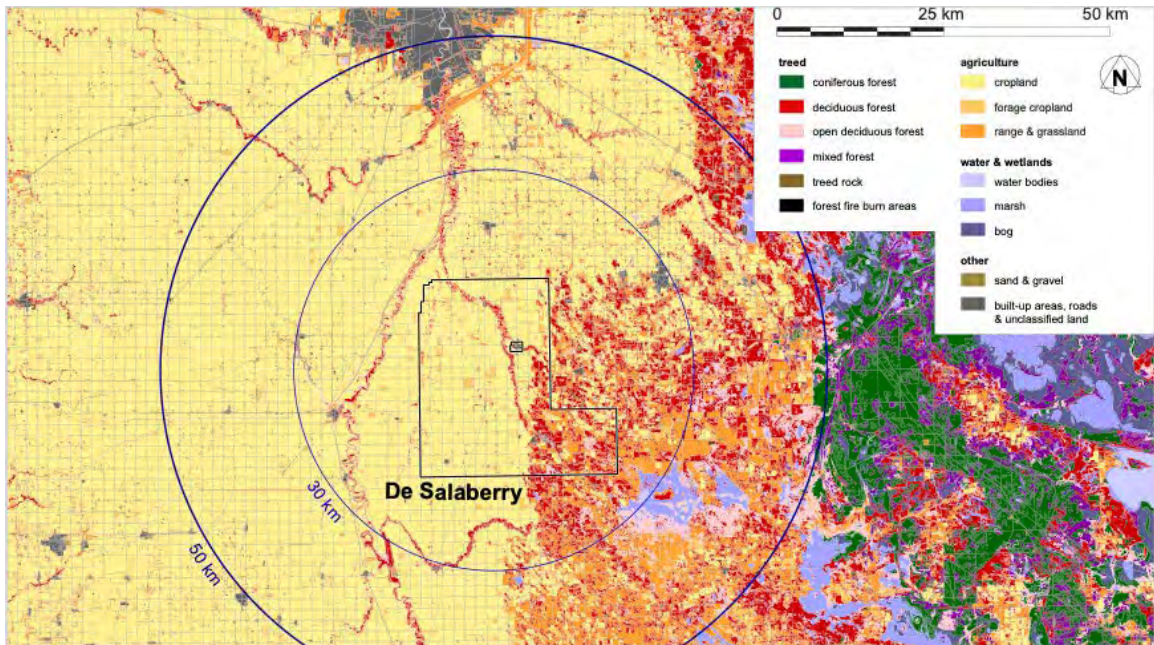 0 25 km 50 km
treed
coniferous forest
deciduous forest
open deciduous forest
mixed forest
treed rock
forest fire burn areas
agriculture
cropland
forage cropland
range & grassland
water & wetlands
water bodies
marsh
bog
other
sand & gravel
built-up areas, roads
& unclassified land
N
De Salaberry
30 km
50 km